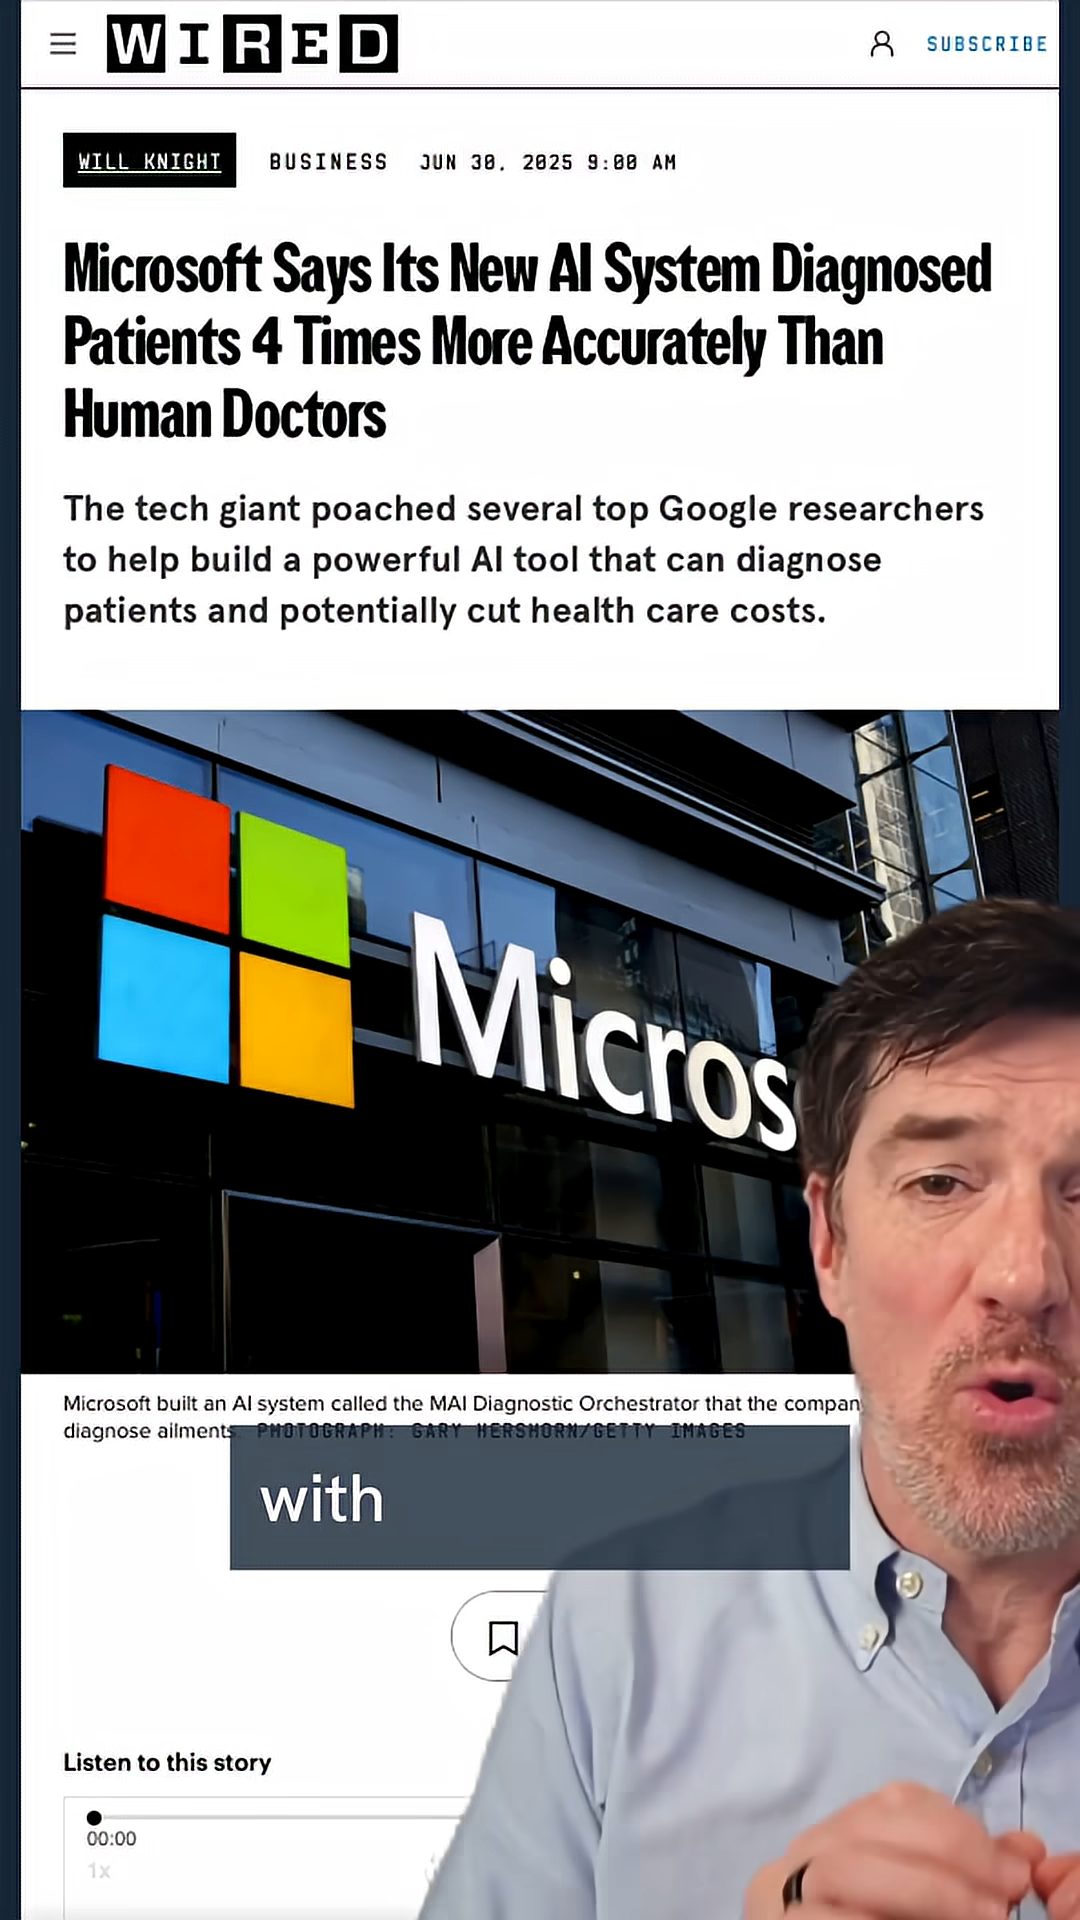 WIRED
SUBSCRIBE
WILL KNIGHT BUSINESS JUN 30, 2025 9:00 AM
Microsoft Says Its New AI System Diagnosed
Patients 4 Times More Accurately Than
Human Doctors
The tech giant poached several top Google researchers
to help build a powerful AI tool that can diagnose
patients and potentially cut health care costs.
Micros
Microsoft built an AI system called the MAI Diagnostic Orchestrator that the compan
diagnose ailments. PHOTOGRAPH: GARY HERSHORN/GETTY IMAGES
with
Listen to this story
00:00
1x